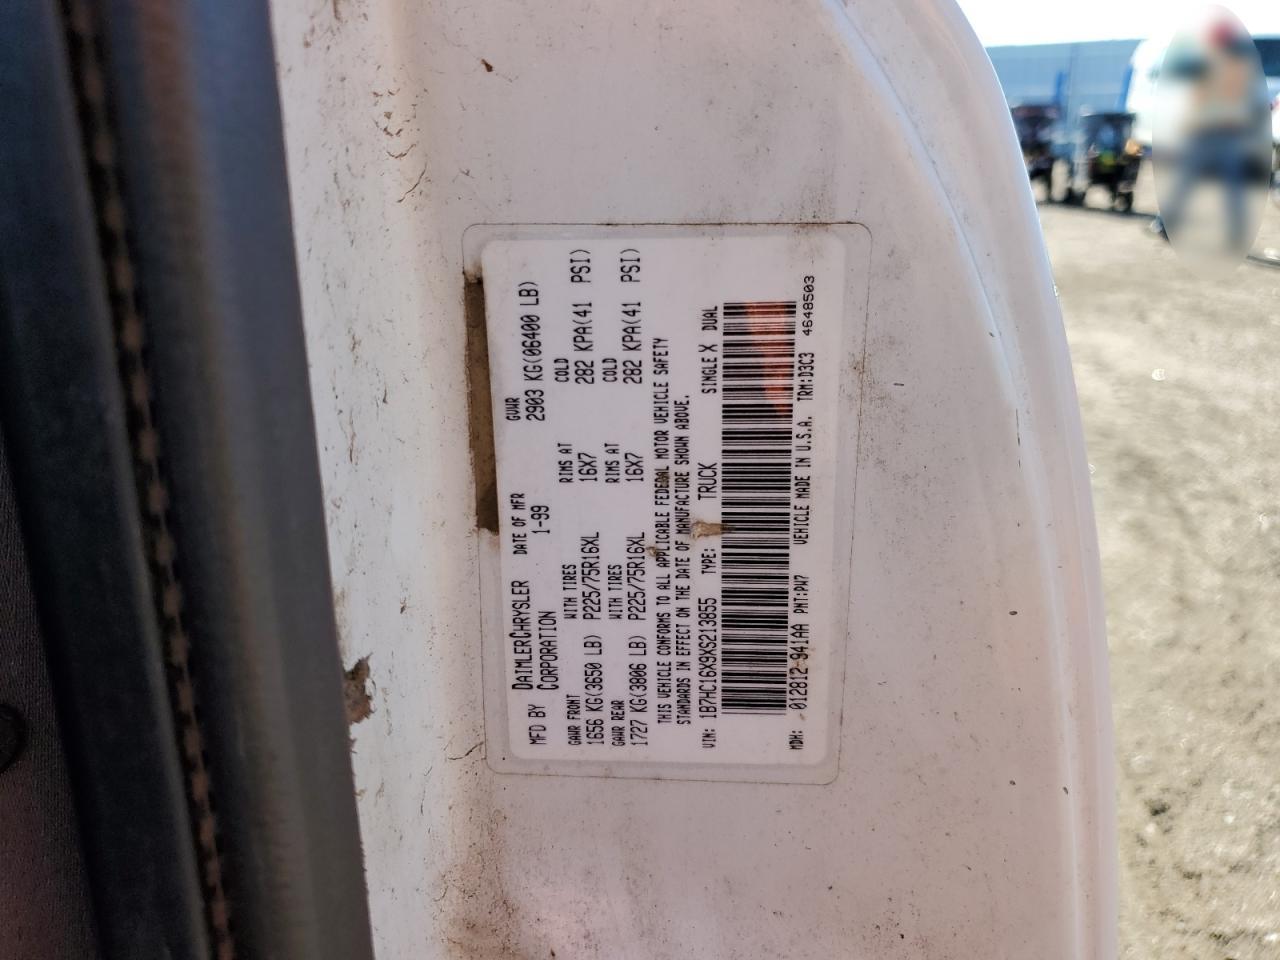 MFD BY DAIMLERCHRYSLER CORPORATION DATE OF MFR 1-99 GVWR 2903 KG(06400 LB)
GAWR FRONT WITH TIRES RIMS AT COLD
1656 KG(3650 LB) P225/75R16XL 16X7 282 KPA(41 PSI)
GAWR REAR WITH TIRES RIMS AT COLD
1727 KG(3806 LB) P225/75R16XL 16X7 282 KPA(41 PSI)
THIS VEHICLE CONFORMS TO ALL APPLICABLE FEDERAL MOTOR VEHICLE SAFETY
STANDARDS IN EFFECT ON THE DATE OF MANUFACTURE SHOWN ABOVE.
VIN: 1B7HC16X9XS213855 TYPE: TRUCK SINGLE X DUAL
MDH: 012812-941AA PNT:PW7 VEHICLE MADE IN U.S.A. TRM:D3C3 4648503